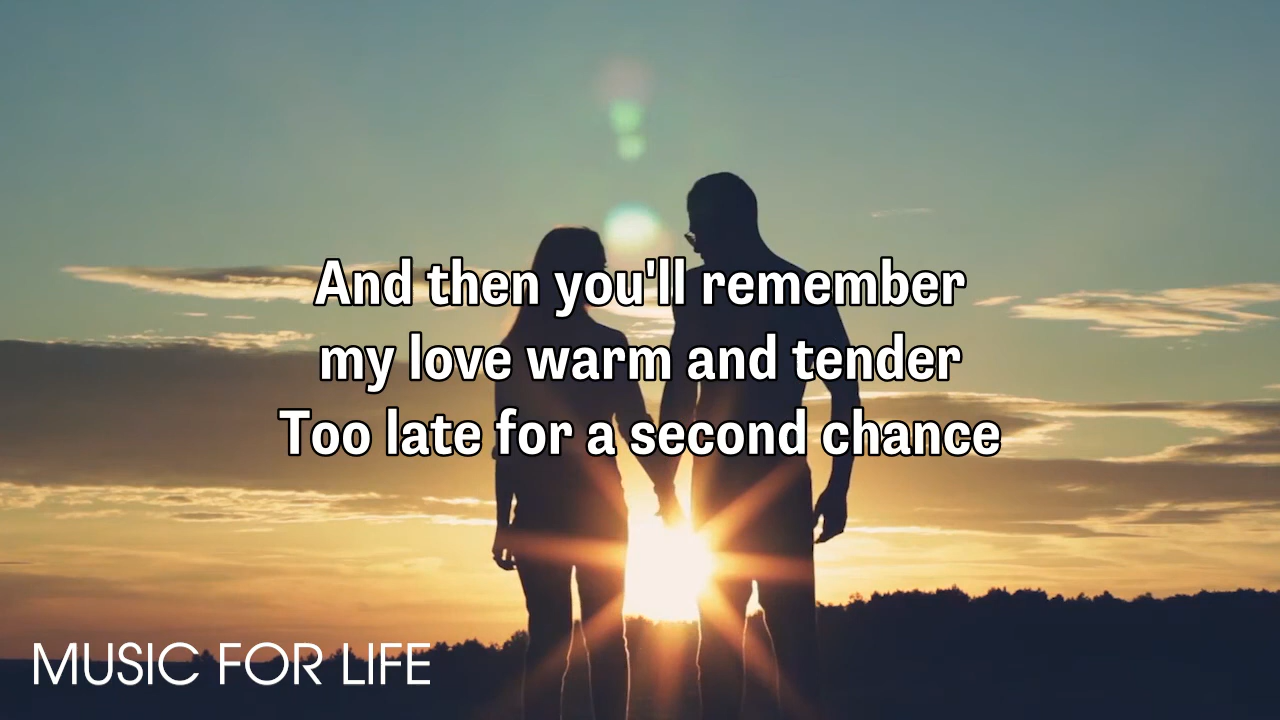 And then you'll remember
my love warm and tender
Too late for a second chance
MUSIC FOR LIFE